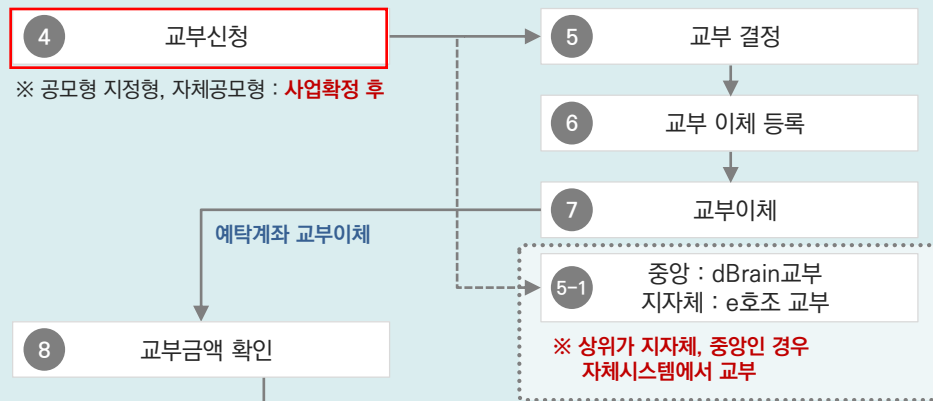 4 교부신청
※ 공모형 지정형, 자체공모형 : 사업확정 후
5 교부 결정
6 교부 이체 등록
7 교부이체
예탁계좌 교부이체
5-1 중앙 : dBrain교부
지자체 : e호조 교부
※ 상위가 지자체, 중앙인 경우
자체시스템에서 교부
8 교부금액 확인